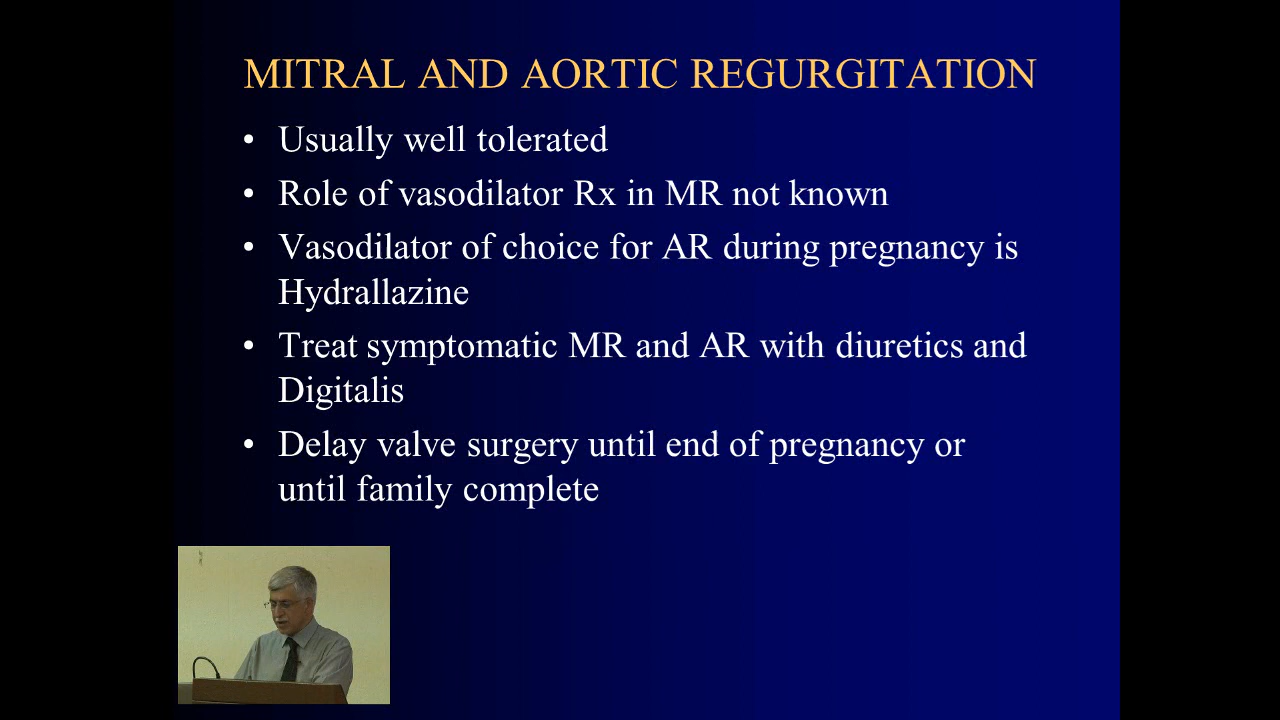 MITRAL AND AORTIC REGURGITATION
• Usually well tolerated
• Role of vasodilator Rx in MR not known
• Vasodilator of choice for AR during pregnancy is
Hydrallazine
• Treat symptomatic MR and AR with diuretics and
Digitalis
• Delay valve surgery until end of pregnancy or
until family complete